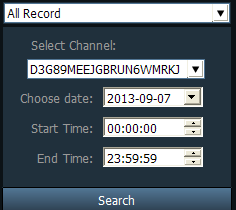 All Record
Select Channel:
D3G89MEEJGBRUN6WMRKJ
Choose date: 2013-09-07
Start Time: 00:00:00
End Time: 23:59:59
Search